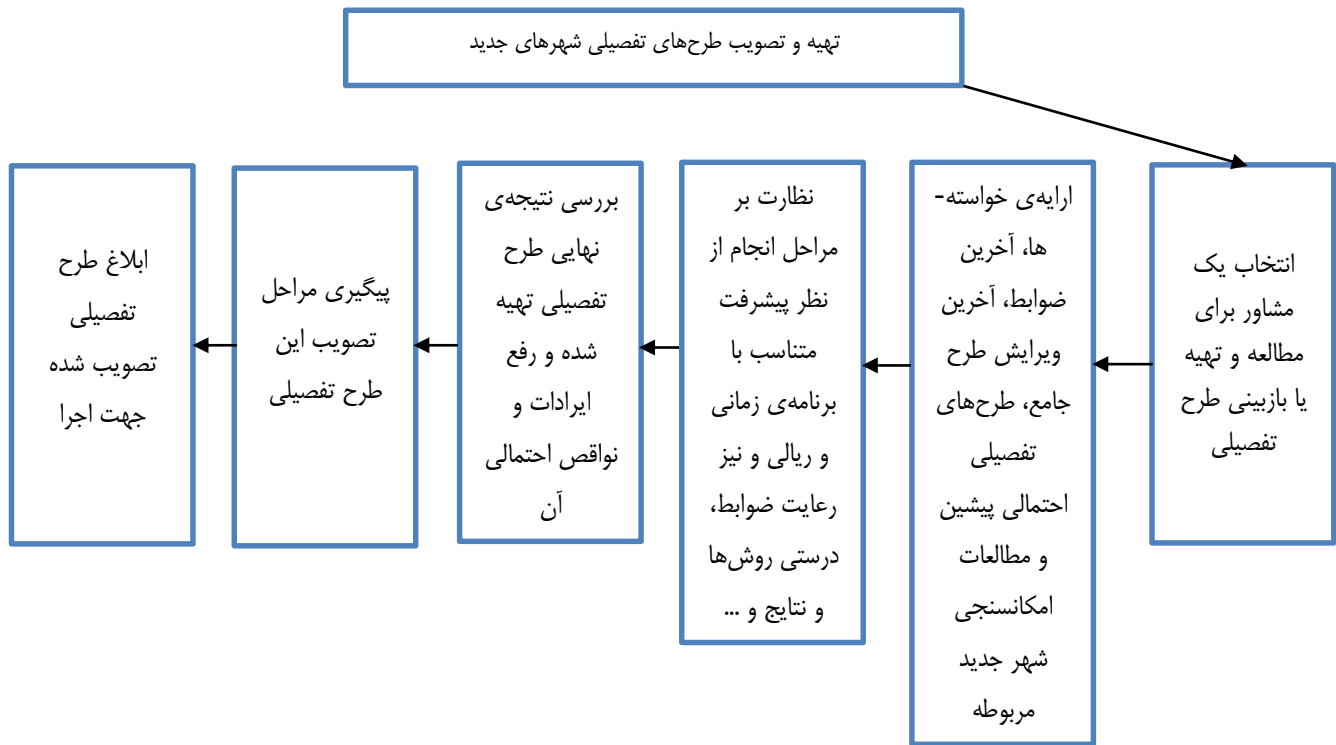 تهیه و تصویب طرح‌های تفصیلی شهرهای جدید
انتخاب یک
مشاور برای
مطالعه و تهیه
یا بازبینی طرح
تفصیلی
ارایه‌ی خواسته-
ها، آخرین
ضوابط، آخرین
ویرایش طرح
جامع، طرح‌های
تفصیلی
احتمالی پیشین
و مطالعات
امکانسنجی
شهر جدید
مربوطه
نظارت بر
مراحل انجام از
نظر پیشرفت
متناسب با
برنامه‌ی زمانی
و ریالی و نیز
رعایت ضوابط،
درستی روش‌ها
و نتایج و ...
بررسی نتیجه‌ی
نهایی طرح
تفصیلی تهیه
شده و رفع
ایرادات و
نواقص احتمالی
آن
پیگیری مراحل
تصویب این
طرح تفصیلی
ابلاغ طرح
تفصیلی
تصویب شده
جهت اجرا